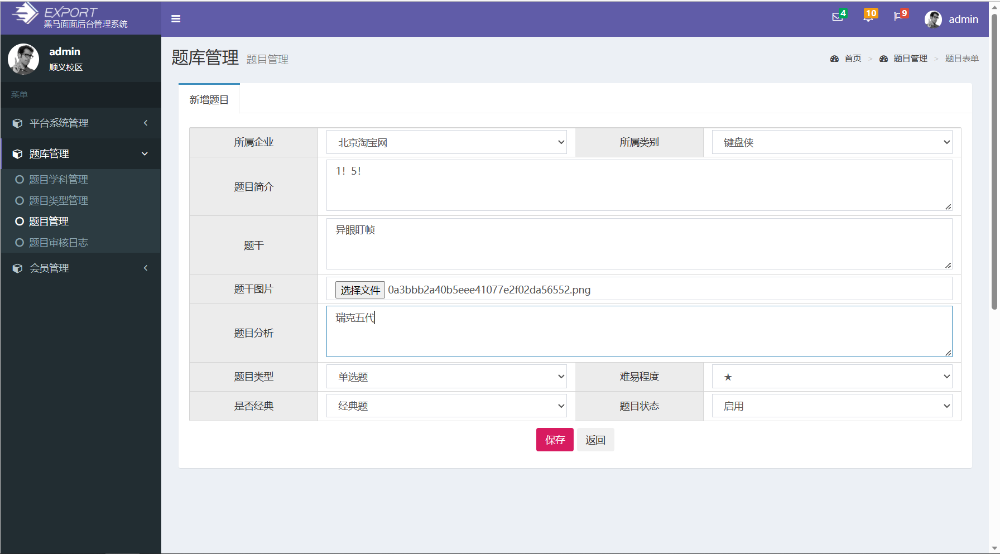 EXPORT
黑马面面后台管理系统
4
10
9
admin
admin
顺义校区
菜单
平台系统管理
题库管理
题目学科管理
题目类型管理
题目管理
题目审核日志
会员管理
题库管理 题目管理
首页 > 题目管理 > 题目表单
新增题目
所属企业 北京淘宝网 所属类别 键盘侠
题目简介 1！5！
题干 异眼盯帧
题干图片 选择文件 0a3bbb2a40b5eee41077e2f02da56552.png
题目分析 瑞克五代
题目类型 单选题 难易程度 ★
是否经典 经典题 题目状态 启用
保存 返回